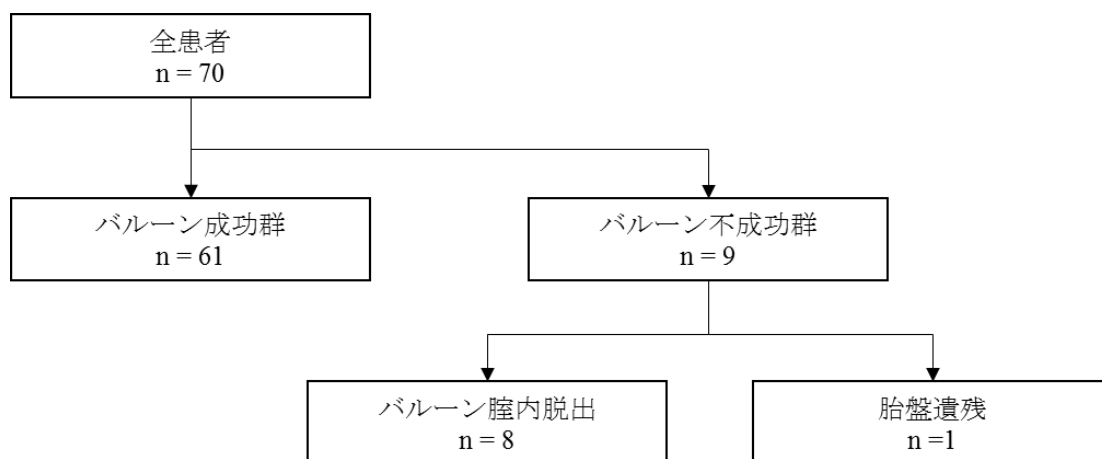 全患者
n = 70
バルーン成功群
n = 61
バルーン不成功群
n = 9
バルーン腟内脱出
n = 8
胎盤遺残
n =1